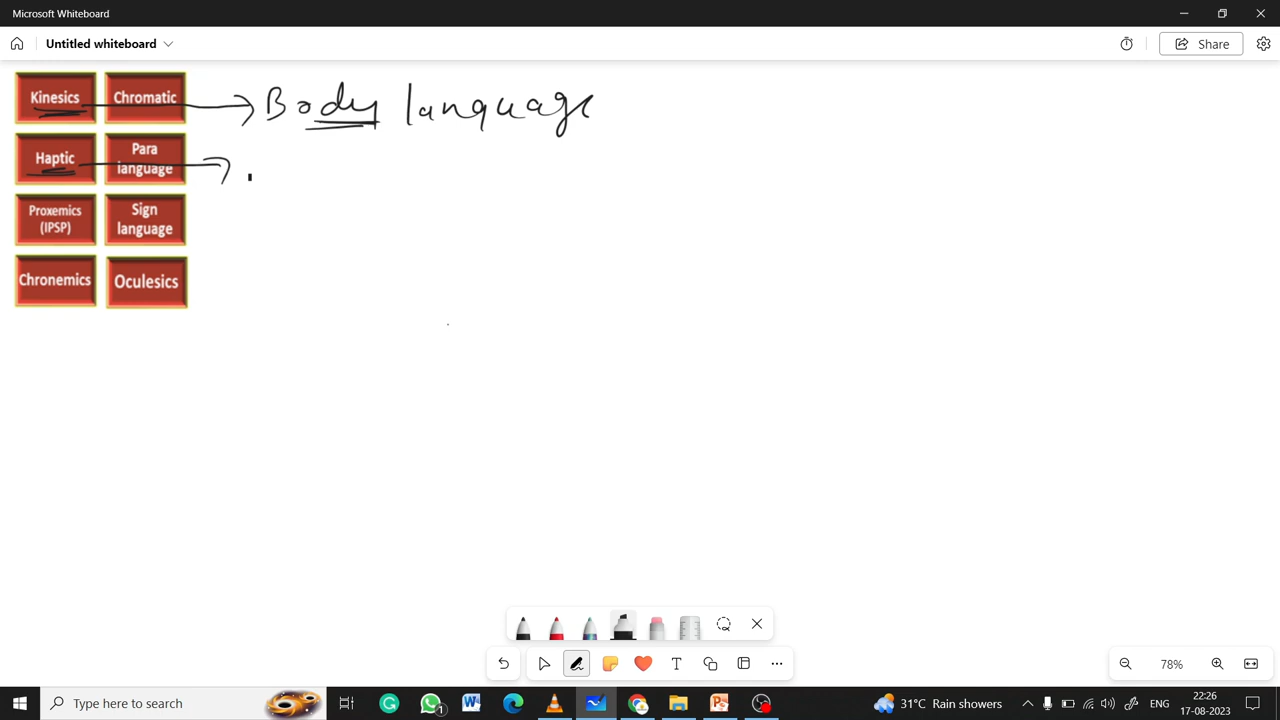 Microsoft Whiteboard
Untitled whiteboard
Share
Kinesics Chromatic Body language
Haptic Para language
Proxemics (IPSP) Sign language
Chronemics Oculesics
78%
Type here to search
1
31°C Rain showers
ENG
22:26
17-08-2023